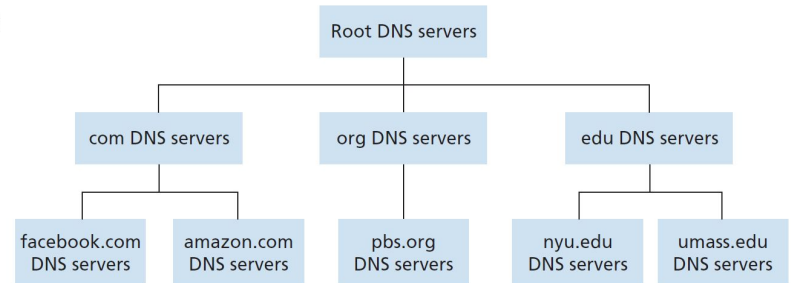 Root DNS servers
com DNS servers
org DNS servers
edu DNS servers
facebook.com
DNS servers
amazon.com
DNS servers
pbs.org
DNS servers
nyu.edu
DNS servers
umass.edu
DNS servers